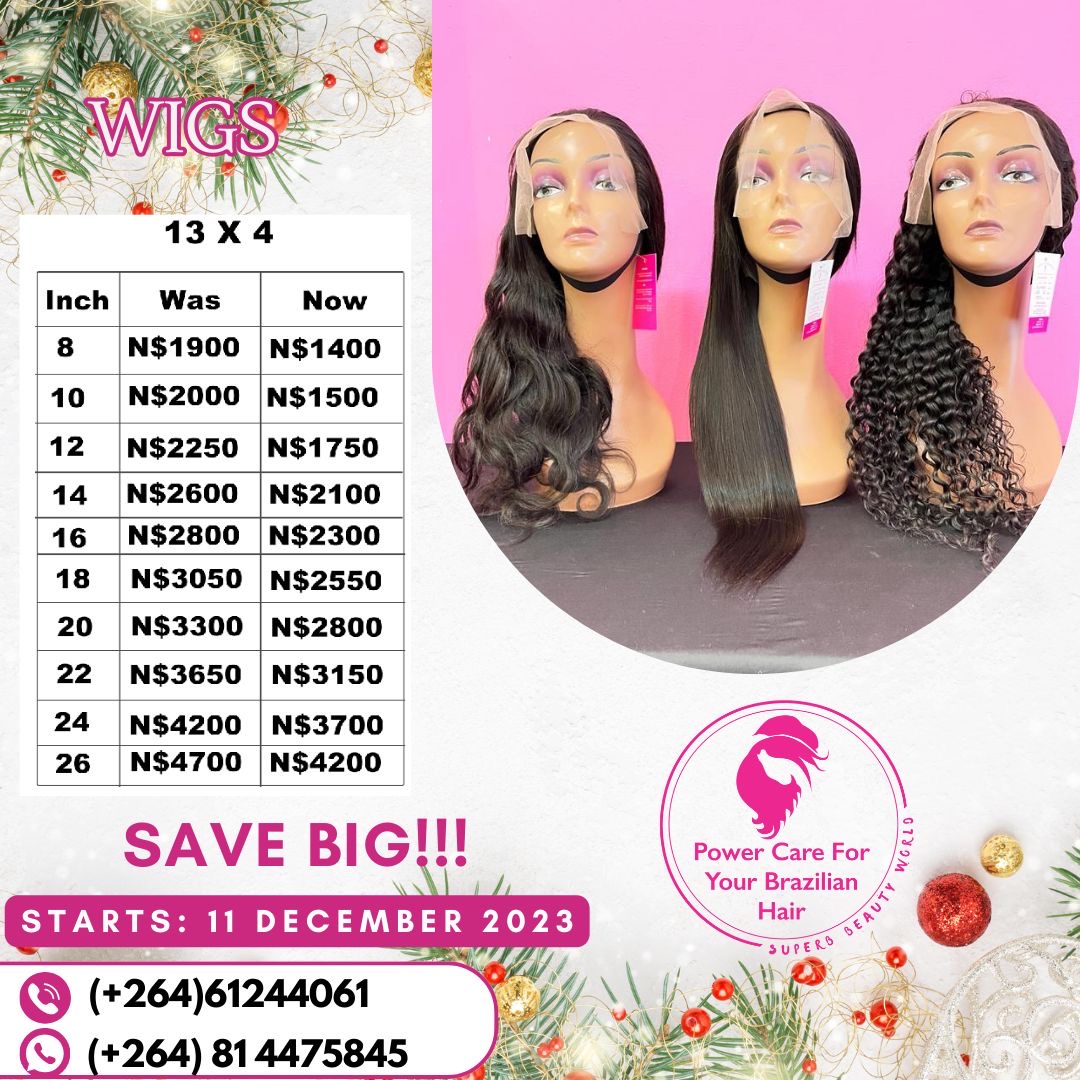 WIGS
13 X 4
Inch Was Now
8 N$1900 N$1400
10 N$2000 N$1500
12 N$2250 N$1750
14 N$2600 N$2100
16 N$2800 N$2300
18 N$3050 N$2550
20 N$3300 N$2800
22 N$3650 N$3150
24 N$4200 N$3700
26 N$4700 N$4200
SAVE BIG!!!
STARTS: 11 DECEMBER 2023
(+264)61244061
(+264) 81 4475845
Power Care For
Your Brazilian
Hair
SUPERB BEAUTY WORLD